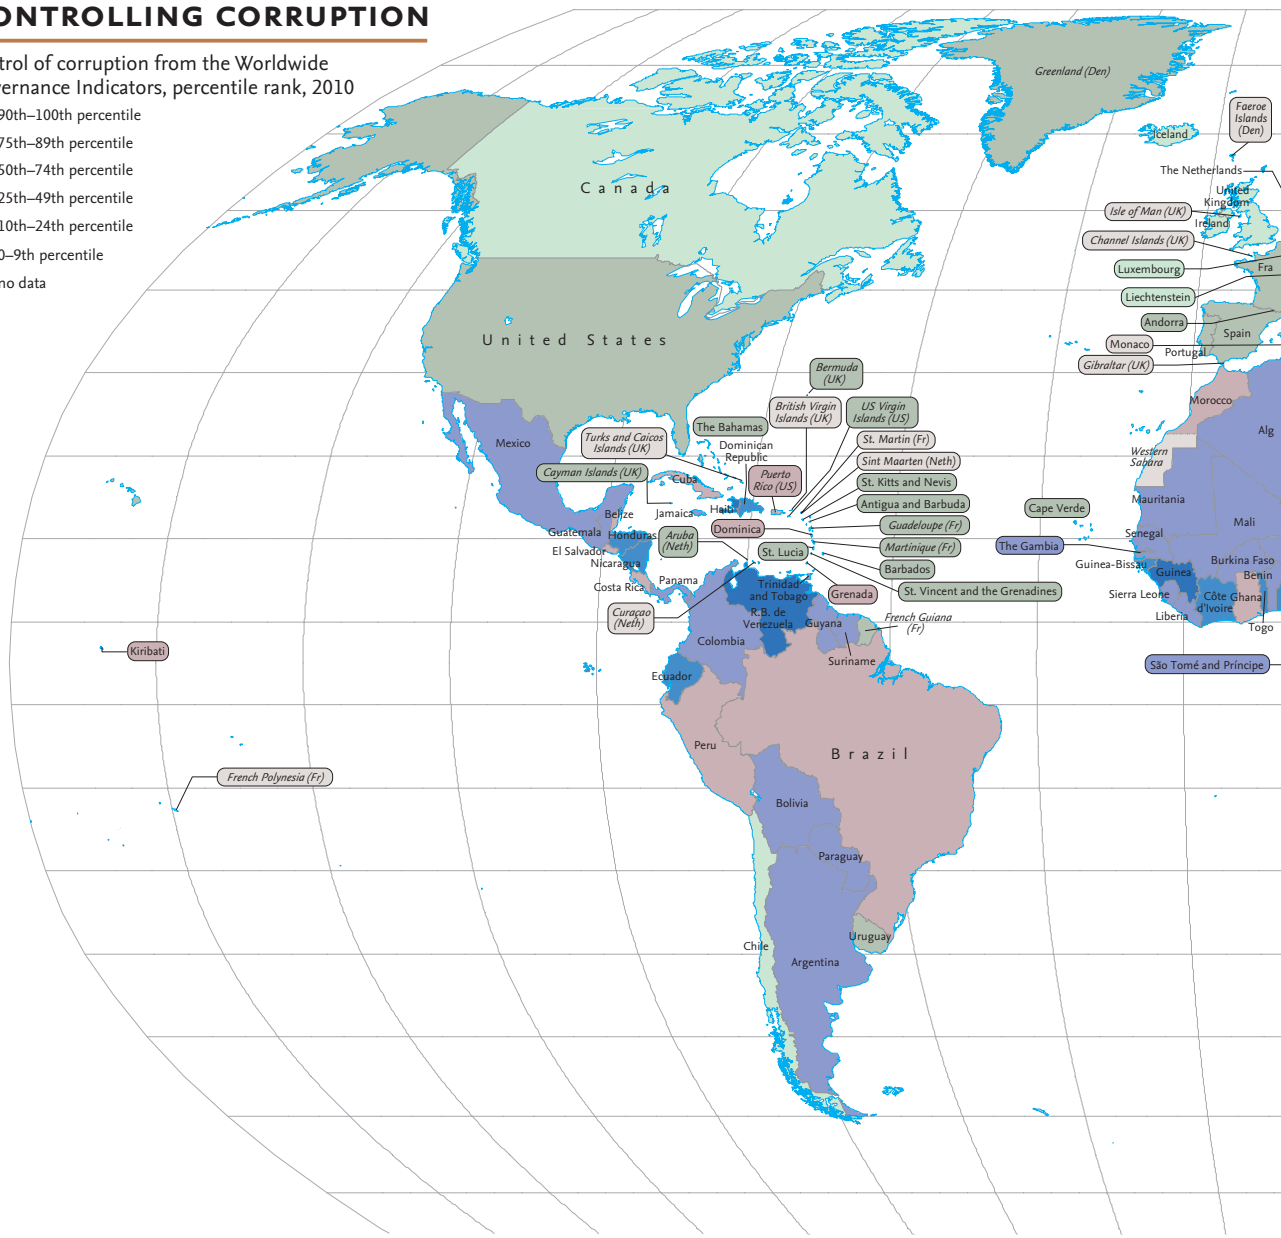 ONTROLLING CORRUPTION
trol of corruption from the Worldwide
ernance Indicators, percentile rank, 2010
90th–100th percentile
75th–89th percentile
50th–74th percentile
25th–49th percentile
10th–24th percentile
0–9th percentile
no data
Greenland (Den)
Faeroe
Islands
(Den)
Iceland
Canada
The Netherlands
United
Kingdom
Isle of Man (UK)
Ireland
Channel Islands (UK)
Luxembourg
Fra
Liechtenstein
Andorra
Spain
United States
Monaco
Portugal
Gibraltar (UK)
Bermuda
(UK)
Morocco
British Virgin
Islands (UK)
US Virgin
Islands (US)
The Bahamas
Alg
Mexico
Turks and Caicos
Islands (UK)
St. Martin (Fr)
Dominican
Republic
Western
Sahara
Sint Maarten (Neth)
Cayman Islands (UK)
Cuba
Puerto
Rico (US)
St. Kitts and Nevis
Mauritania
Antigua and Barbuda
Cape Verde
Belize
Jamaica
Haiti
Mali
Guatemala
Honduras
Dominica
Guadeloupe (Fr)
Senegal
Aruba
(Neth)
Martinique (Fr)
The Gambia
El Salvador
St. Lucia
Burkina Faso
Nicaragua
Barbados
Guinea-Bissau
Guinea
Benin
Costa Rica
Panama
Trinidad
and Tobago
Grenada
St. Vincent and the Grenadines
Sierra Leone
Côte
d'Ivoire
Ghana
Curaçao
(Neth)
R.B. de
Venezuela
Guyana
French Guiana
(Fr)
Liberia
Togo
Colombia
Kiribati
Suriname
São Tomé and Príncipe
Ecuador
Peru
Brazil
French Polynesia (Fr)
Bolivia
Paraguay
Uruguay
Chile
Argentina